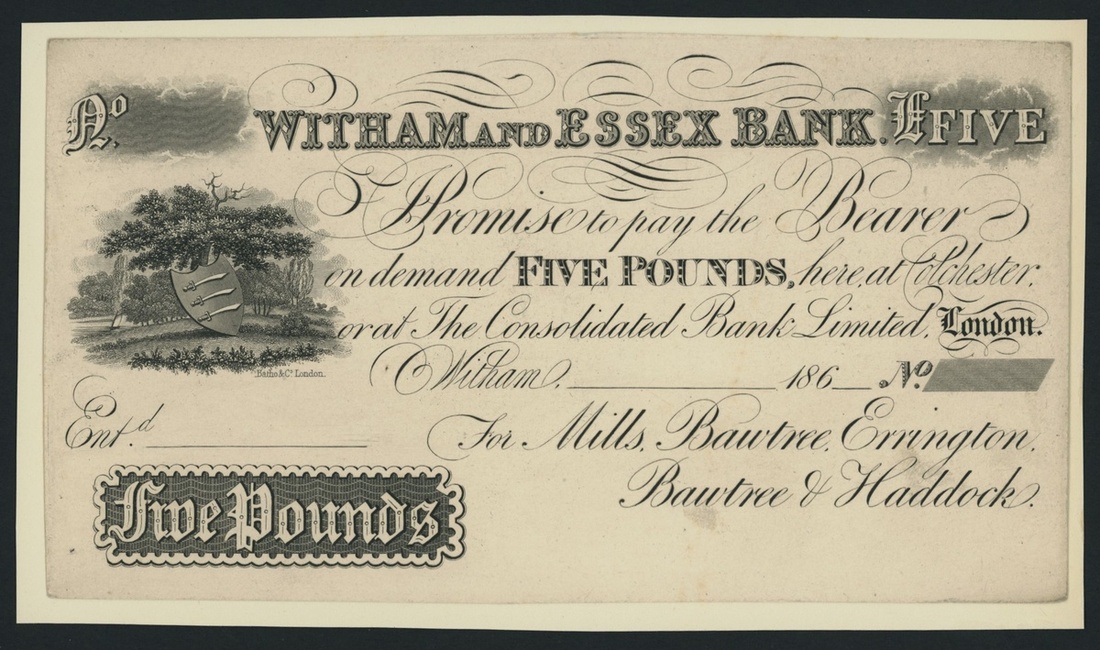 No. WITHAM AND ESSEX BANK. £FIVE
I Promise to pay the Bearer
on demand FIVE POUNDS, here, at Colchester,
or at The Consolidated Bank Limited, London.
Batho & Co. London.
Witham, 186 No.
Entd.
For Mills, Bawtree, Errington,
Bawtree & Haddock.
Five Pounds